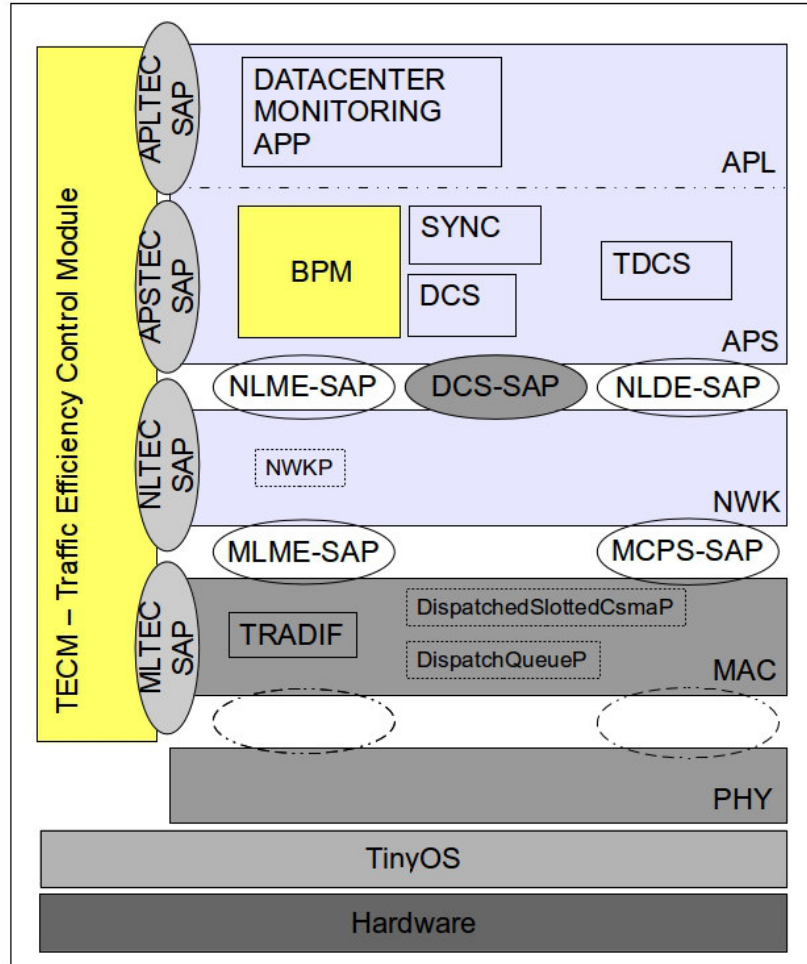 TECM – Traffic Efficiency Control Module
APLTEC
SAP
DATACENTER
MONITORING
APP
APL
APSTEC
SAP
BPM
SYNC
DCS
TDCS
APS
NLME-SAP
DCS-SAP
NLDE-SAP
NLTEC
SAP
NWKP
NWK
MLME-SAP
MCPS-SAP
MLTEC
SAP
TRADIF
DispatchedSlottedCsmaP
DispatchQueueP
MAC
PHY
TinyOS
Hardware